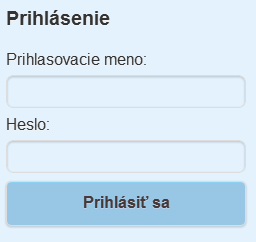 Prihlásenie
Prihlasovacie meno:
Heslo:
Prihlásiť sa